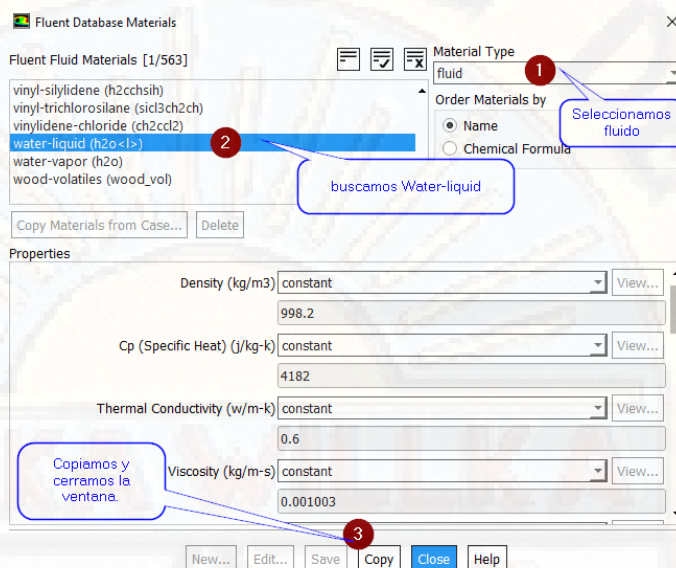 Fluent Database Materials
Fluent Fluid Materials [1/563]
vinyl-silylidene (h2cchsih)
vinyl-trichlorosilane (sicl3ch2ch)
vinylidene-chloride (ch2ccl2)
water-liquid (h2o<l>)
water-vapor (h2o)
wood-volatiles (wood_vol)
2
buscamos Water-liquid
Material Type
fluid
1
Seleccionamos
fluido
Order Materials by
Name
Chemical Formula
Copy Materials from Case...
Delete
Properties
Density (kg/m3) constant View...
998.2
Cp (Specific Heat) (j/kg-k) constant View...
4182
Thermal Conductivity (w/m-k) constant View...
0.6
Viscosity (kg/m-s) constant View...
0.001003
Copiamos y
cerramos la
ventana.
3
New... Edit... Save Copy Close Help